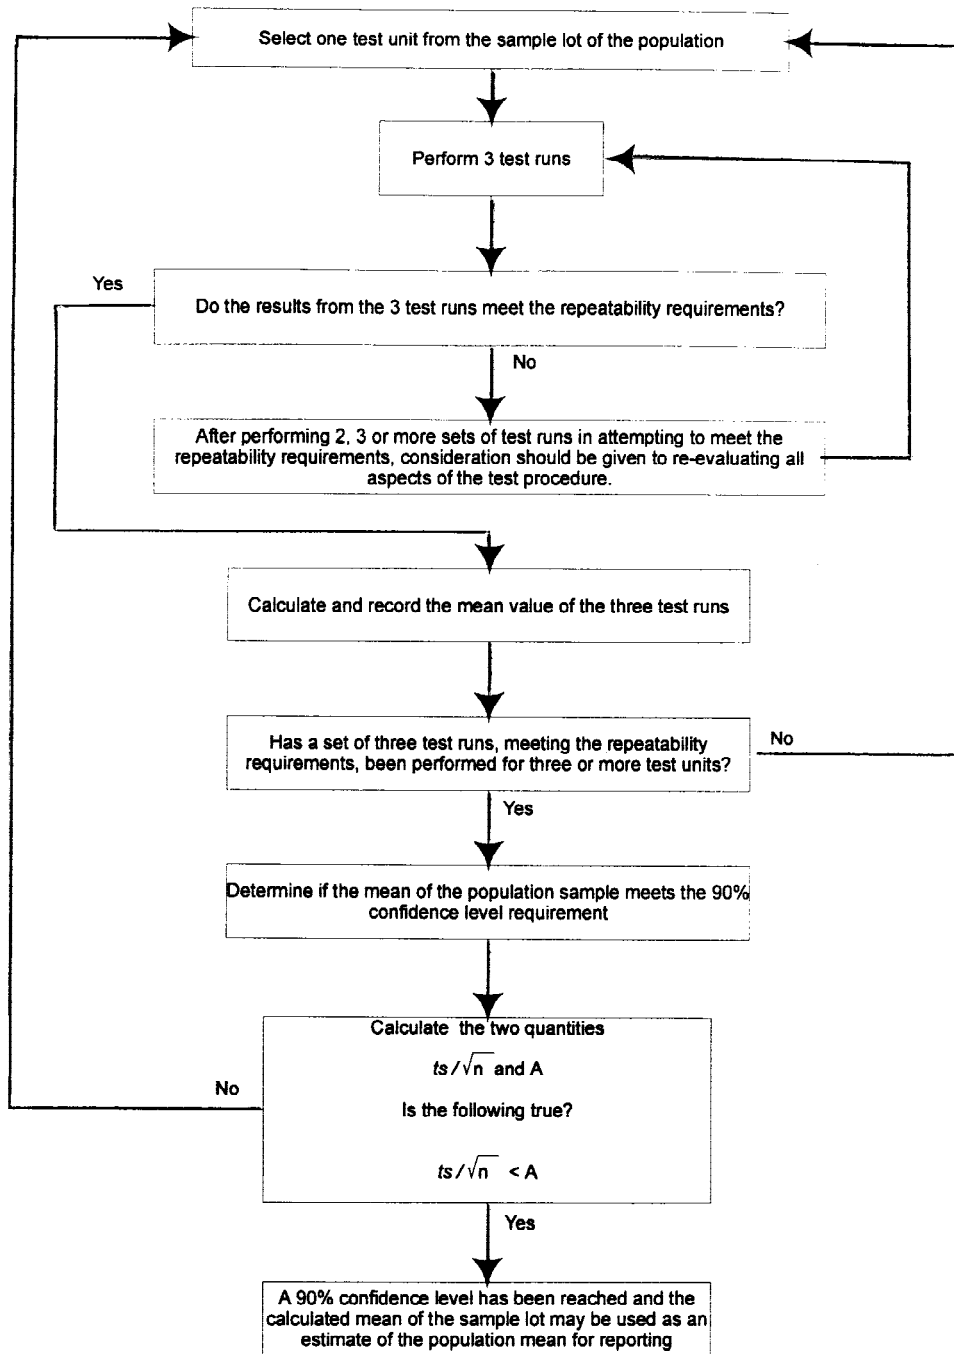 Select one test unit from the sample lot of the population
Perform 3 test runs
Yes
Do the results from the 3 test runs meet the repeatability requirements?
No
After performing 2, 3 or more sets of test runs in attempting to meet the
repeatability requirements, consideration should be given to re-evaluating all
aspects of the test procedure.
Calculate and record the mean value of the three test runs
Has a set of three test runs, meeting the repeatability
requirements, been performed for three or more test units?
No
Yes
Determine if the mean of the population sample meets the 90%
confidence level requirement
Calculate the two quantities
ts/√n and A
No
Is the following true?
ts/√n < A
Yes
A 90% confidence level has been reached and the
calculated mean of the sample lot may be used as an
estimate of the population mean for reporting